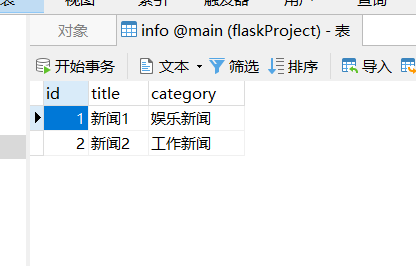 对象 info @main (flaskProject) - 表
开始事务 文本 筛选 排序 导入
id title category
1 新闻1 娱乐新闻
2 新闻2 工作新闻